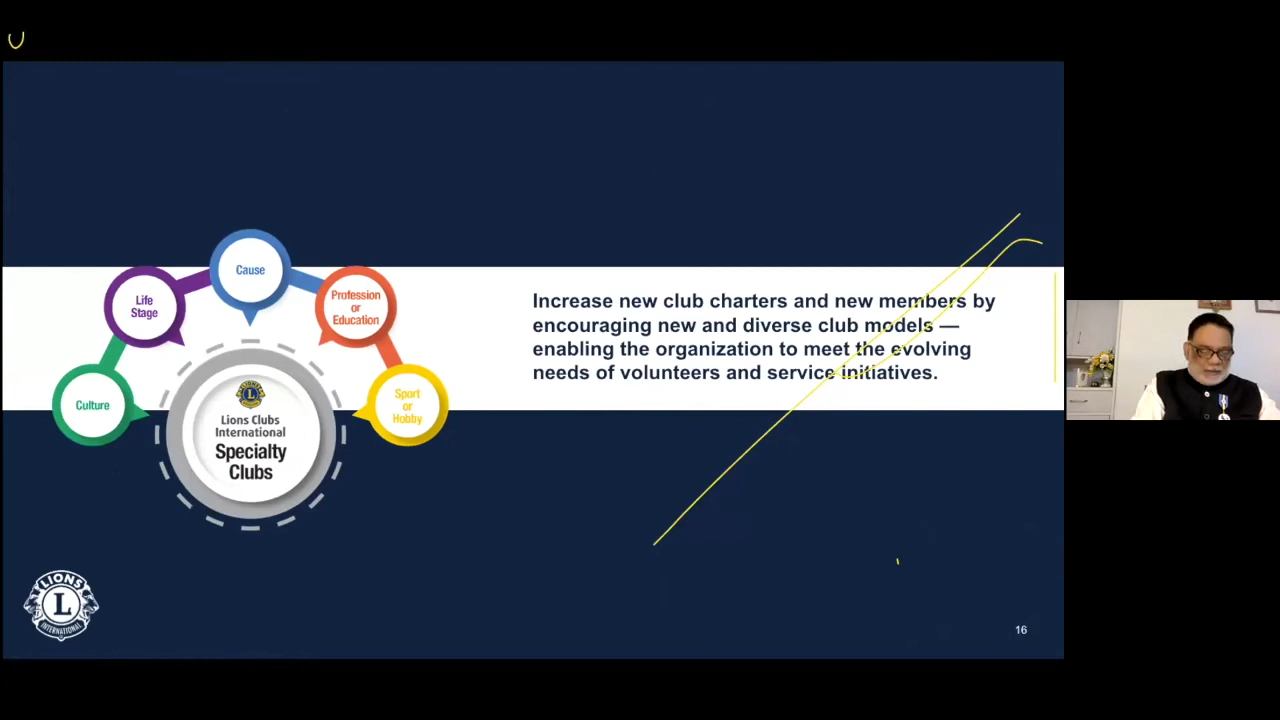 Cause
Life
Stage
Profession
or
Education
Culture
Sport
or
Hobby
Lions Clubs
International
Specialty
Clubs
Increase new club charters and new members by
encouraging new and diverse club models —
enabling the organization to meet the evolving
needs of volunteers and service initiatives.
LIONS
L
INTERNATIONAL
16